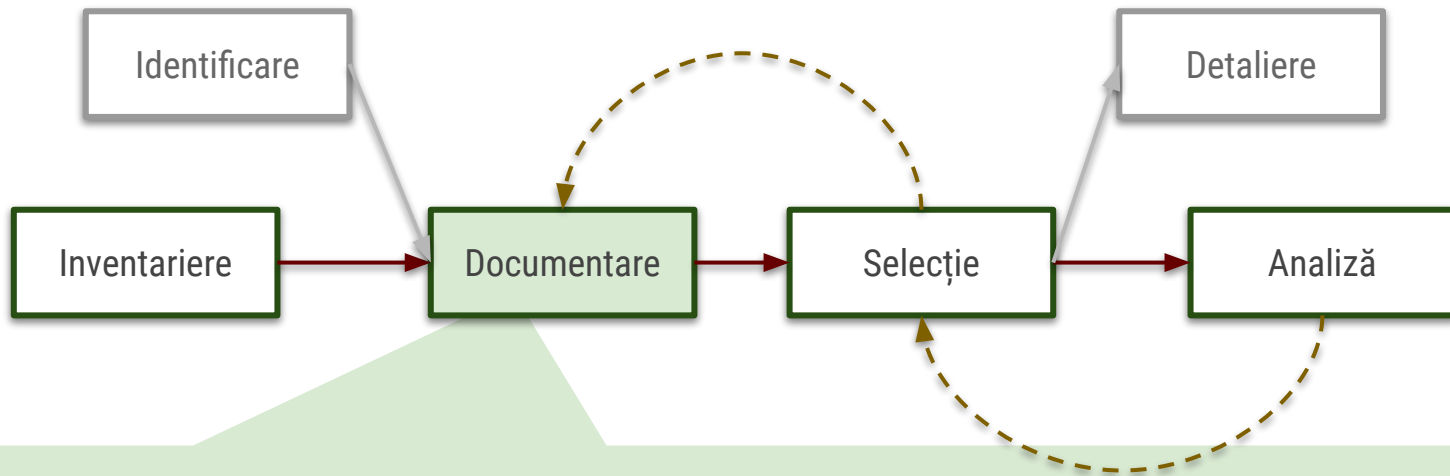 Identificare
Detaliere
Inventariere
Documentare
Selecție
Analiză